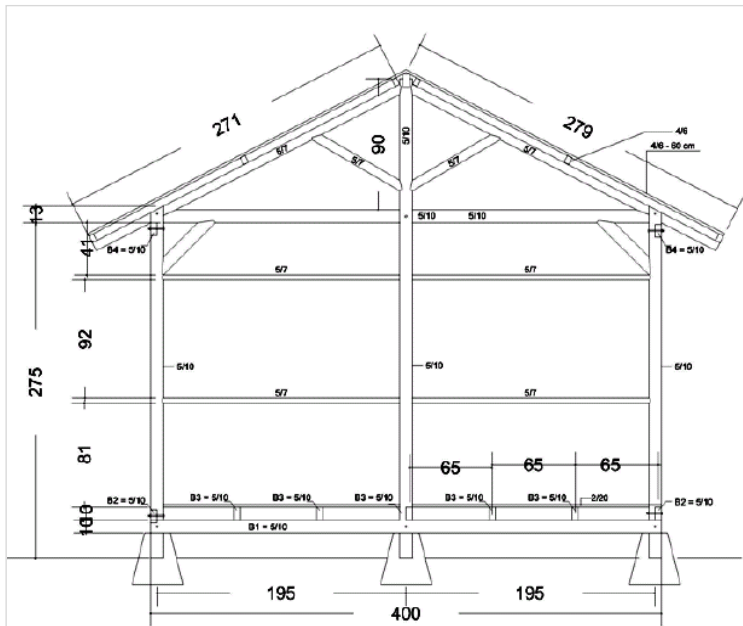 271
279
4/6
4/6 - 60 cm
5/10
90
5/7
5/7
5/7
5/7
13
5/10
5/10
41
B4 = 5/10
B4 = 5/10
5/7
5/7
92
275
5/10
5/10
5/10
5/7
5/7
81
65
65
65
B2 = 5/10
B3 = 5/10
B3 = 5/10
B3 = 5/10
B3 = 5/10
B3 = 5/10
2/20
B2 = 5/10
10
10
B1 = 5/10
195
195
400